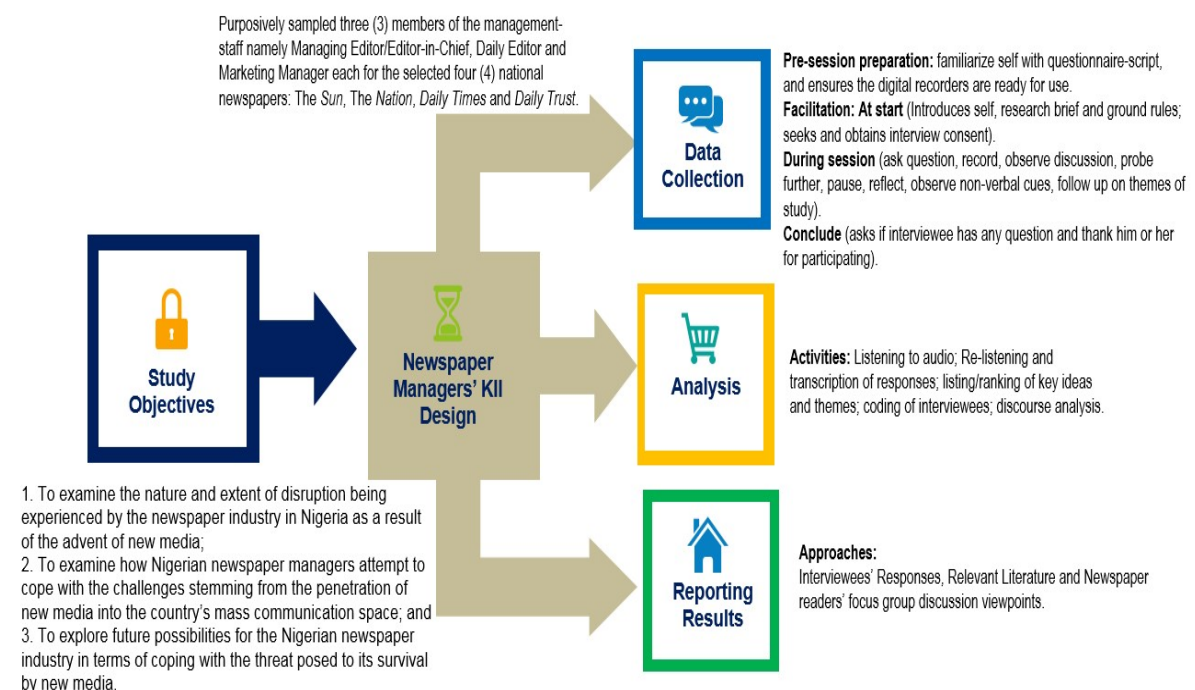 Purposively sampled three (3) members of the management-
staff namely Managing Editor/Editor-in-Chief, Daily Editor and
Marketing Manager each for the selected four (4) national
newspapers: The Sun, The Nation, Daily Times and Daily Trust.
Study
Objectives
1. To examine the nature and extent of disruption being
experienced by the newspaper industry in Nigeria as a result
of the advent of new media;
2. To examine how Nigerian newspaper managers attempt to
cope with the challenges stemming from the penetration of
new media into the country’s mass communication space; and
3. To explore future possibilities for the Nigerian newspaper
industry in terms of coping with the threat posed to its survival
by new media.
Newspaper
Managers’ KII
Design
Data
Collection
Pre-session preparation: familiarize self with questionnaire-script,
and ensures the digital recorders are ready for use.
Facilitation: At start (Introduces self, research brief and ground rules;
seeks and obtains interview consent).
During session (ask question, record, observe discussion, probe
further, pause, reflect, observe non-verbal cues, follow up on themes of
study).
Conclude (asks if interviewee has any question and thank him or her
for participating).
Analysis
Activities: Listening to audio; Re-listening and
transcription of responses; listing/ranking of key ideas
and themes; coding of interviewees; discourse analysis.
Reporting
Results
Approaches:
Interviewees’ Responses, Relevant Literature and Newspaper
readers’ focus group discussion viewpoints.